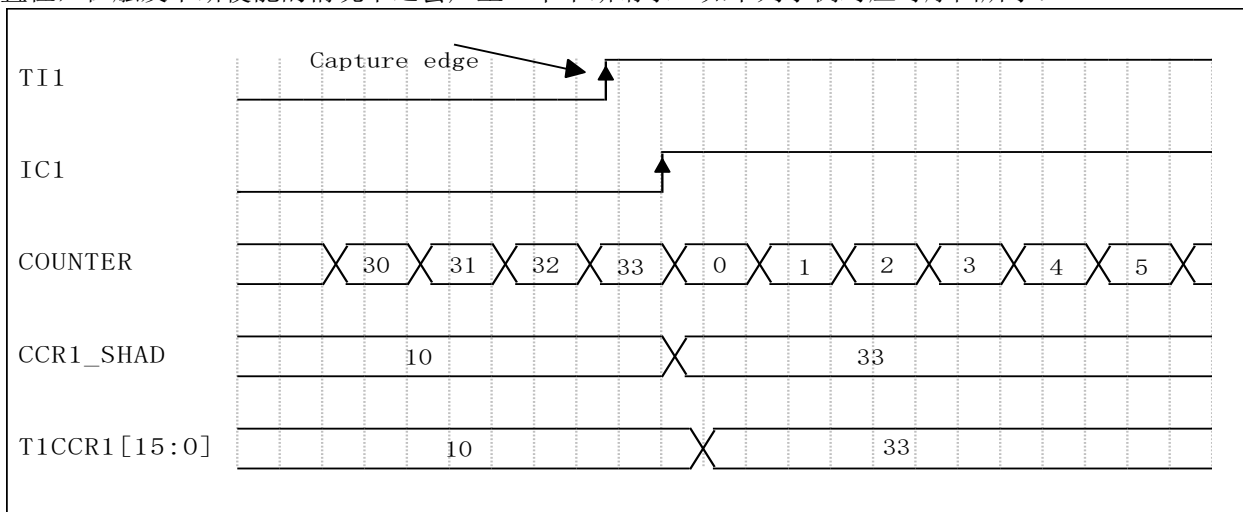 Capture edge
TI1
IC1
COUNTER 30 31 32 33 0 1 2 3 4 5
CCR1_SHAD 10 33
T1CCR1[15:0] 10 33